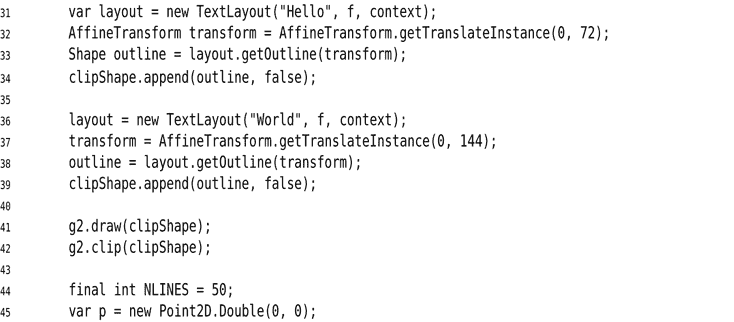 31 var layout = new TextLayout("Hello", f, context);
32 AffineTransform transform = AffineTransform.getTranslateInstance(0, 72);
33 Shape outline = layout.getOutline(transform);
34 clipShape.append(outline, false);
35
36 layout = new TextLayout("World", f, context);
37 transform = AffineTransform.getTranslateInstance(0, 144);
38 outline = layout.getOutline(transform);
39 clipShape.append(outline, false);
40
41 g2.draw(clipShape);
42 g2.clip(clipShape);
43
44 final int NLINES = 50;
45 var p = new Point2D.Double(0, 0);